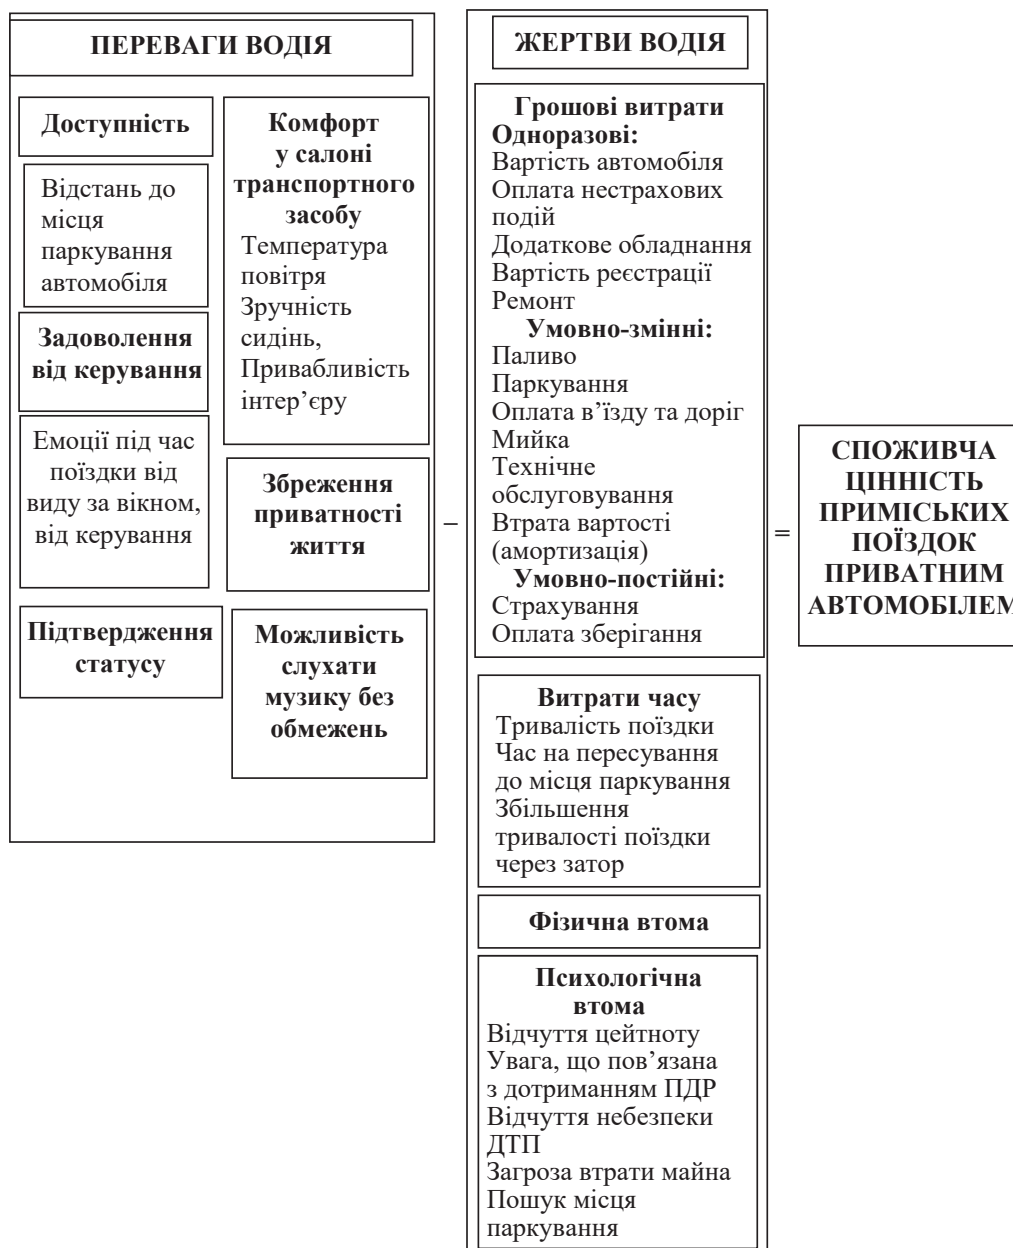 ПЕРЕВАГИ ВОДІЯ
Доступність
Відстань до
місця
паркування
автомобіля
Задоволення
від керування
Емоції під час
поїздки від
виду за вікном,
від керування
Підтвердження
статусу
Комфорт
у салоні
транспортного
засобу
Температура
повітря
Зручність
сидінь,
Привабливість
інтер’єру
Збреження
приватності
життя
Можливість
слухати
музику без
обмежень
–
ЖЕРТВИ ВОДІЯ
Грошові витрати
Одноразові:
Вартість автомобіля
Оплата нестрахових
подій
Додаткове обладнання
Вартість реєстрації
Ремонт
Умовно-змінні:
Паливо
Паркування
Оплата в’їзду та доріг
Мийка
Технічне
обслуговування
Втрата вартості
(амортизація)
Умовно-постійні:
Страхування
Оплата зберігання
Витрати часу
Тривалість поїздки
Час на пересування
до місця паркування
Збільшення
тривалості поїздки
через затор
Фізична втома
Психологічна
втома
Відчуття цейтноту
Увага, що пов’язана
з дотриманням ПДР
Відчуття небезпеки
ДТП
Загроза втрати майна
Пошук місця
паркування
=
СПОЖИВЧА
ЦІННІСТЬ
ПРИМІСЬКИХ
ПОЇЗДОК
ПРИВАТНИМ
АВТОМОБІЛЕМ